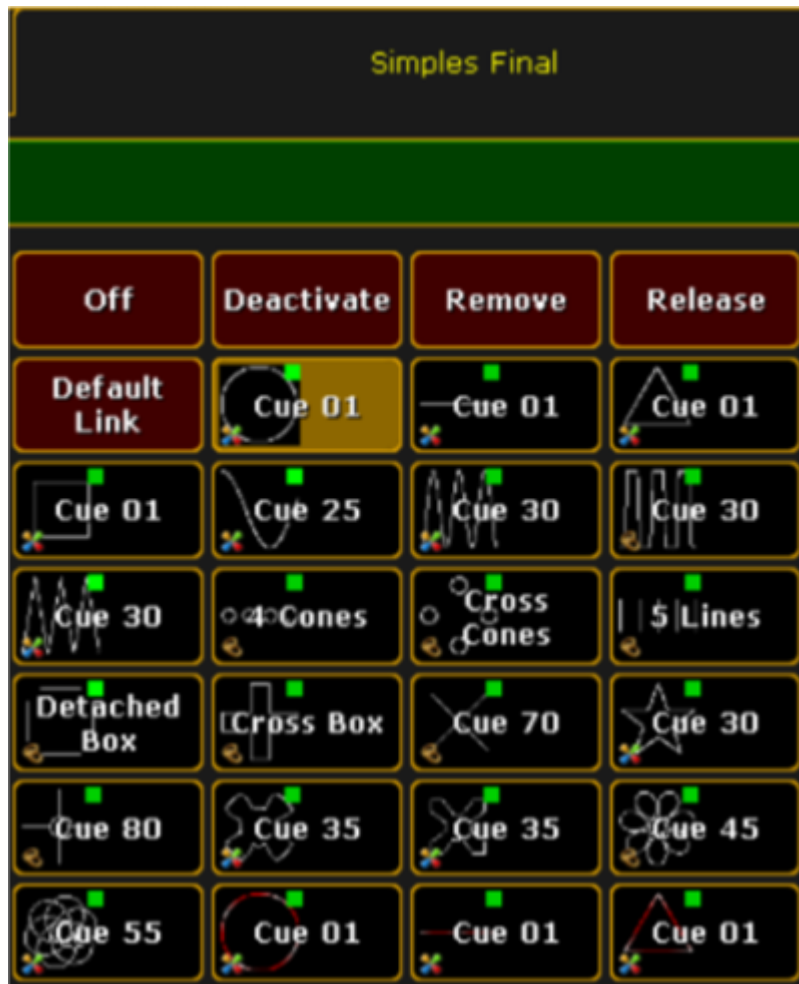 Simples Final
Off
Deactivate
Remove
Release
Default
Link
Cue 01
Cue 01
Cue 01
Cue 01
Cue 25
Cue 30
Cue 30
Cue 30
4 Cones
Cross
Cones
5 Lines
Detached
Box
Cross Box
Cue 70
Cue 30
Cue 80
Cue 35
Cue 35
Cue 45
Cue 55
Cue 01
Cue 01
Cue 01